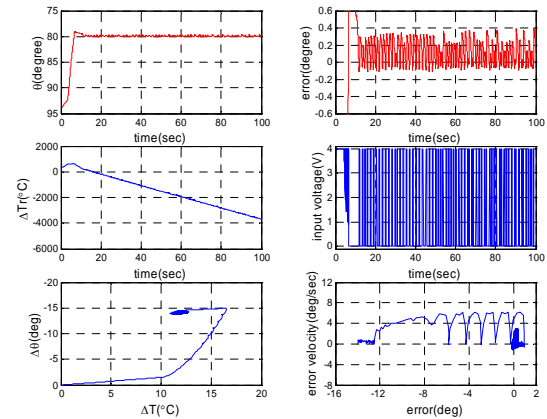 75
80
85
90
95
θ(degree)
0 20 40 60 80 100
time(sec)
0.6
0.4
0.2
0
-0.2
-0.4
-0.6
error(degree)
0 20 40 60 80 100
time(sec)
2000
0
-2000
-4000
-6000
ΔTr(°C)
0 20 40 60 80 100
time(sec)
4
3
2
1
0
input voltage(V)
0 20 40 60 80 100
time(sec)
-20
-15
-10
-5
0
Δθ(deg)
0 5 10 15 20
ΔT(°C)
12
8
4
0
-4
-8
error velocity(deg/sec)
-16 -12 -8 -4 0 2
error(deg)